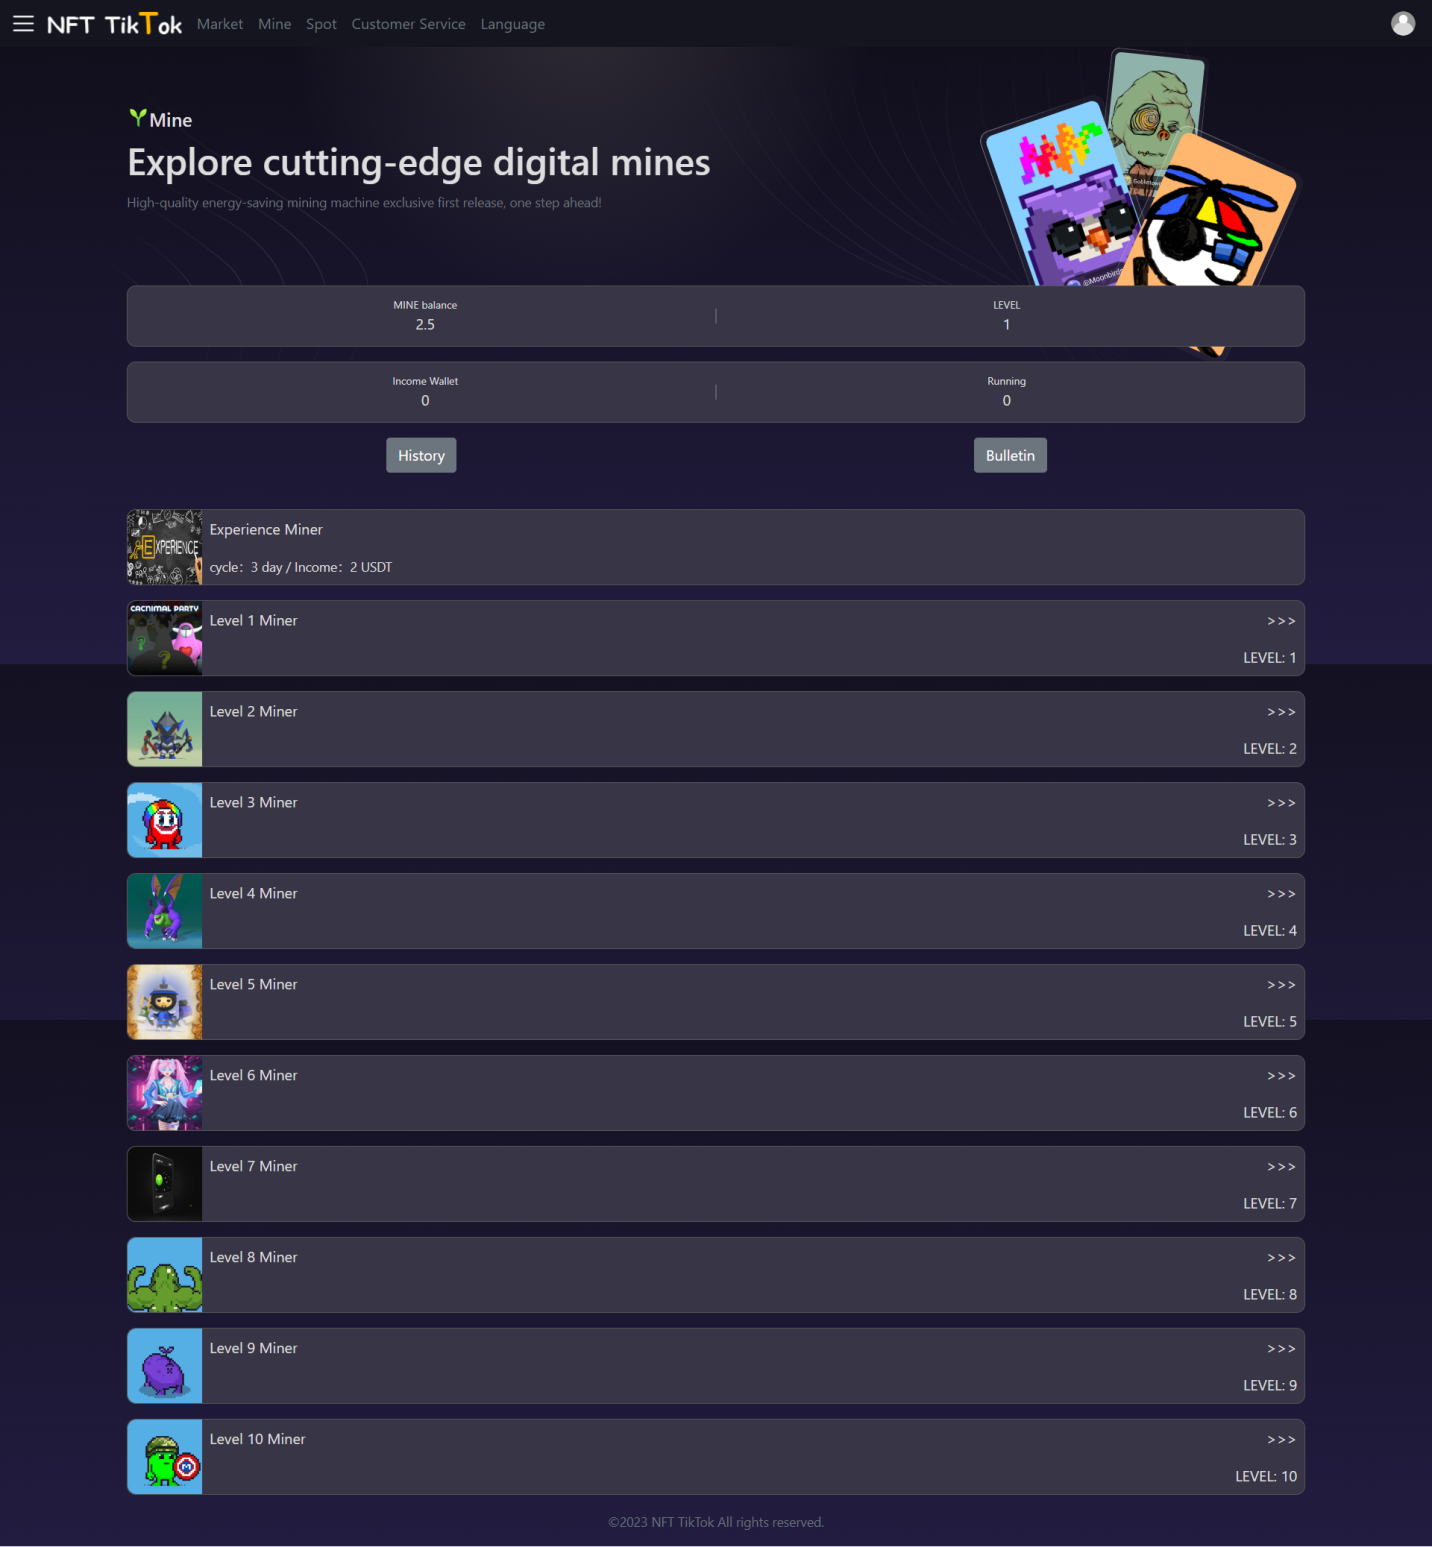 NFT TikTok Market Mine Spot Customer Service Language
Mine
Explore cutting-edge digital mines
High-quality energy-saving mining machine exclusive first release, one step ahead!
@Moonbirds
MINE balance | LEVEL
2.5 1
Income Wallet | Running
0 0
History Bulletin
EXPERIENCE
Experience Miner
cycle：3 day / Income：2 USDT
CACNIMAL PARTY
Level 1 Miner >>>
LEVEL: 1
Level 2 Miner >>>
LEVEL: 2
Level 3 Miner >>>
LEVEL: 3
Level 4 Miner >>>
LEVEL: 4
Level 5 Miner >>>
LEVEL: 5
Level 6 Miner >>>
LEVEL: 6
Level 7 Miner >>>
LEVEL: 7
Level 8 Miner >>>
LEVEL: 8
Level 9 Miner >>>
LEVEL: 9
Level 10 Miner >>>
LEVEL: 10
©2023 NFT TikTok All rights reserved.